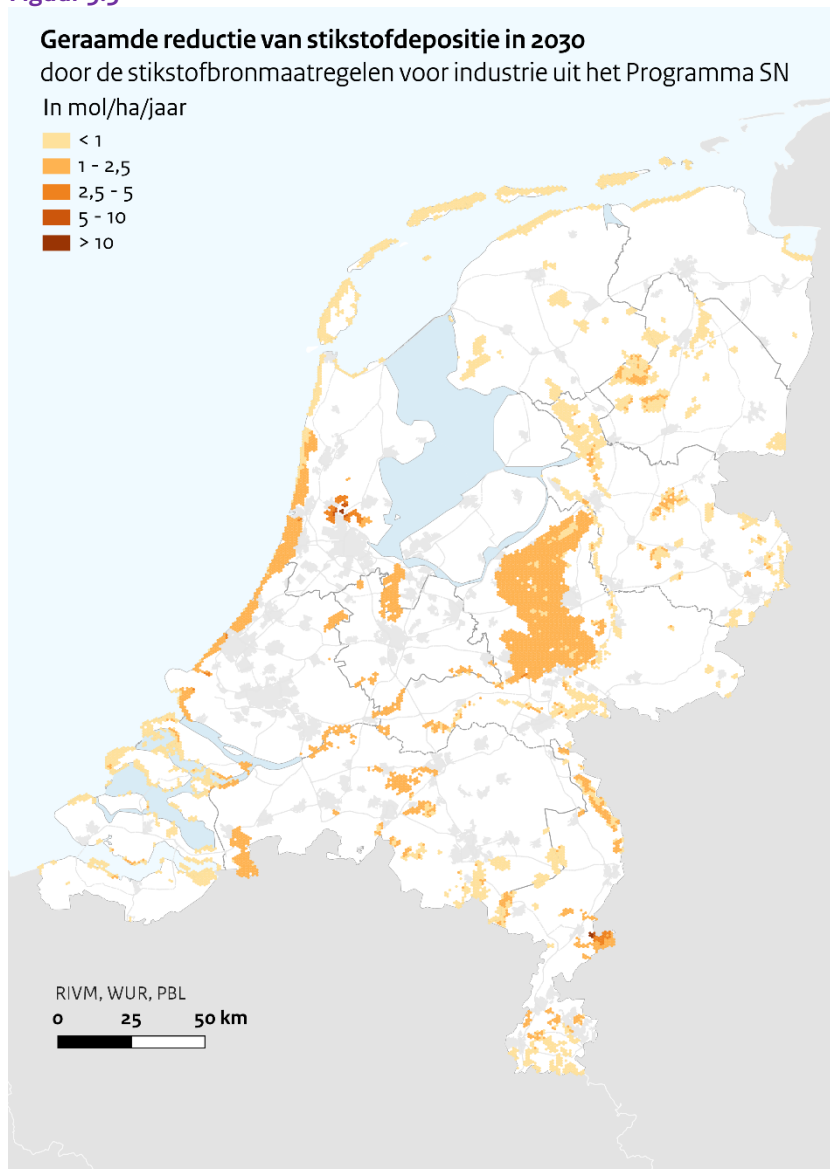 Geraamde reductie van stikstofdepositie in 2030
door de stikstofbronmaatregelen voor industrie uit het Programma SN
In mol/ha/jaar
< 1
1 - 2,5
2,5 - 5
5 - 10
> 10
RIVM, WUR, PBL
0 25 50 km